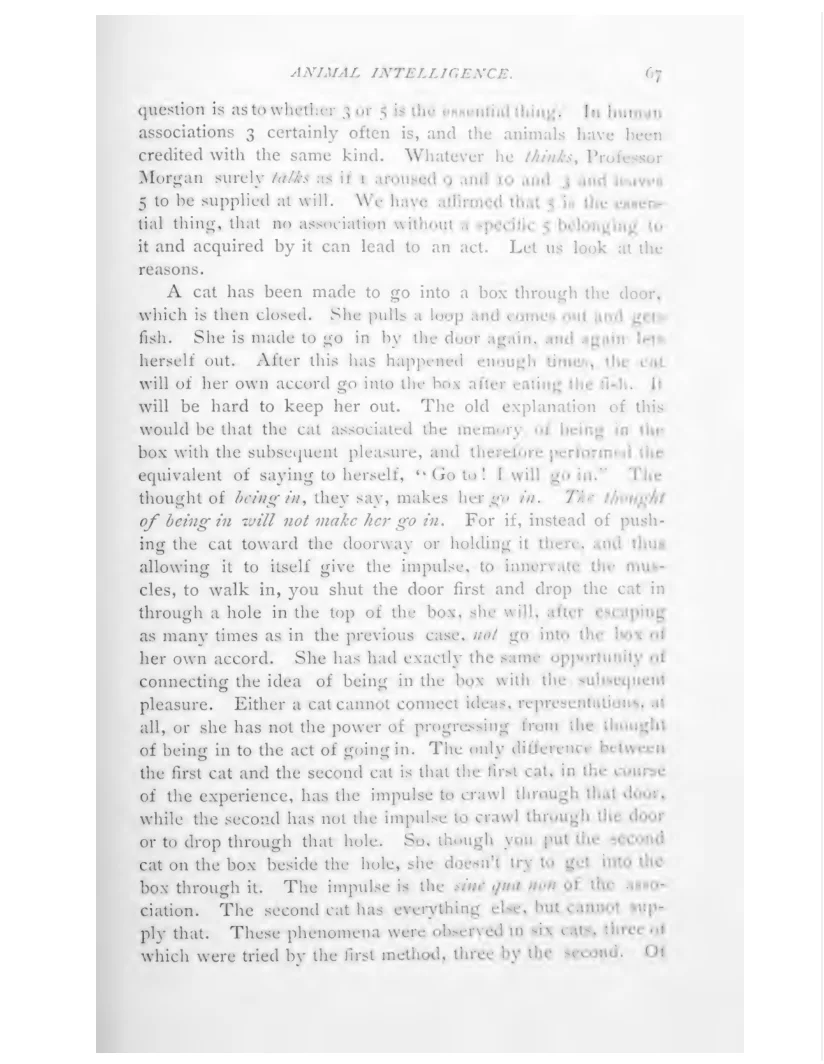 ANIMAL INTELLIGENCE. 67
question is as to whether 3 or 5 is the essential thing. In human
associations 3 certainly often is, and the animals have been
credited with the same kind. Whatever he thinks, Professor
Morgan surely talks as if 1 aroused 9 and 10 and 3 and leaves
5 to be supplied at will. We have affirmed that 5 is the essen-
tial thing, that no association without a specific 5 belonging to
it and acquired by it can lead to an act. Let us look at the
reasons.
A cat has been made to go into a box through the door,
which is then closed. She pulls a loop and comes out and gets
fish. She is made to go in by the door again, and again lets
herself out. After this has happened enough times, the cat
will of her own accord go into the box after eating the fish. It
will be hard to keep her out. The old explanation of this
would be that the cat associated the memory of being in the
box with the subsequent pleasure, and therefore performed the
equivalent of saying to herself, “Go to! I will go in.” The
thought of being in, they say, makes her go in. The thought
of being in will not make her go in. For if, instead of push-
ing the cat toward the doorway or holding it there, and thus
allowing it to itself give the impulse, to innervate the mus-
cles, to walk in, you shut the door first and drop the cat in
through a hole in the top of the box, she will, after escaping
as many times as in the previous case, not go into the box of
her own accord. She has had exactly the same opportunity of
connecting the idea of being in the box with the subsequent
pleasure. Either a cat cannot connect ideas, representations, at
all, or she has not the power of progressing from the thought
of being in to the act of going in. The only difference between
the first cat and the second cat is that the first cat, in the course
of the experience, has the impulse to crawl through that door,
while the second has not the impulse to crawl through the door
or to drop through that hole. So, though you put the second
cat on the box beside the hole, she doesn't try to get into the
box through it. The impulse is the sine qua non of the asso-
ciation. The second cat has everything else, but cannot sup-
ply that. These phenomena were observed in six cats, three of
which were tried by the first method, three by the second. Of